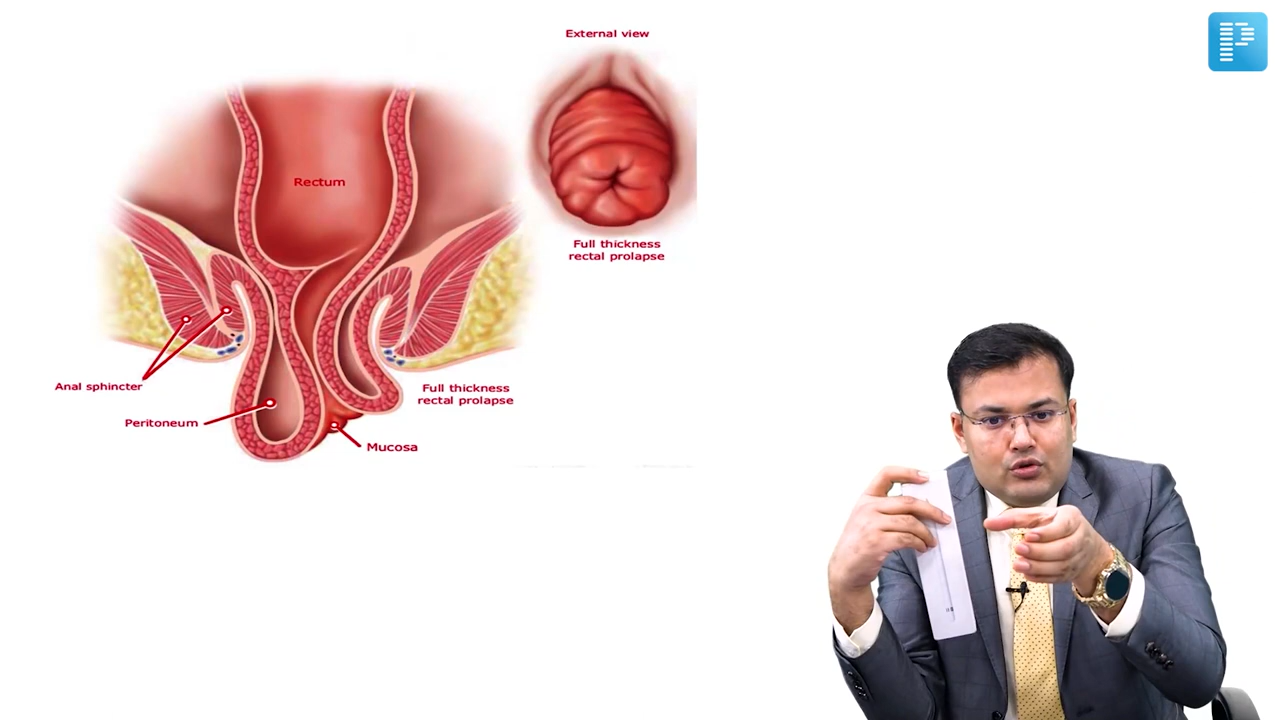 External view
Rectum
Full thickness
rectal prolapse
Anal sphincter
Full thickness
rectal prolapse
Peritoneum
Mucosa